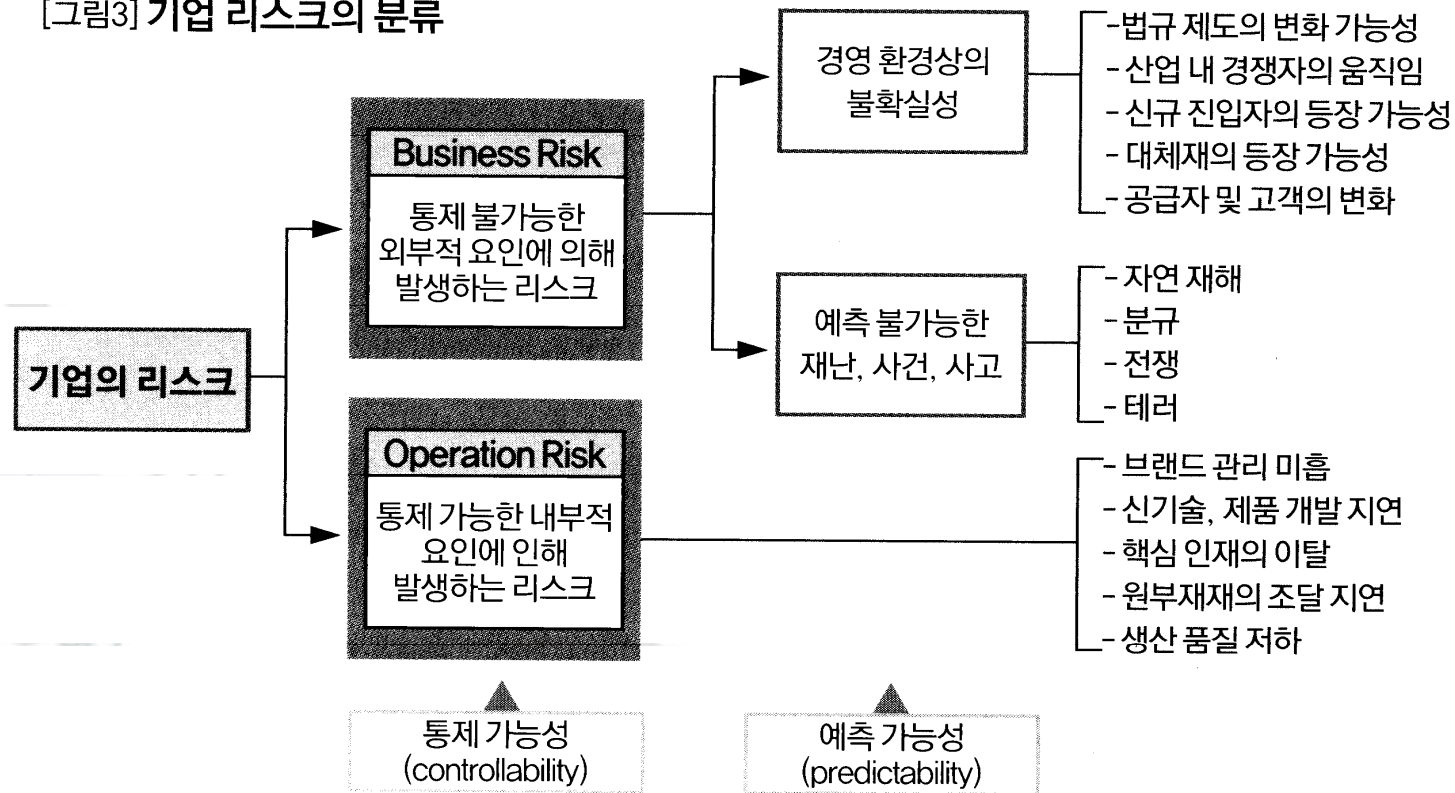 [그림3] 기업 리스크의 분류
기업의 리스크
Business Risk
통제 불가능한
외부적 요인에 의해
발생하는 리스크
경영 환경상의
불확실성
-법규 제도의 변화 가능성
-산업 내 경쟁자의 움직임
-신규 진입자의 등장 가능성
-대체재의 등장 가능성
-공급자 및 고객의 변화
예측 불가능한
재난, 사건, 사고
-자연 재해
-분규
-전쟁
-테러
Operation Risk
통제 가능한 내부적
요인에 인해
발생하는 리스크
-브랜드 관리 미흡
-신기술, 제품 개발 지연
-핵심 인재의 이탈
-원부재재의 조달 지연
-생산 품질 저하
통제 가능성
(controllability)
예측 가능성
(predictability)